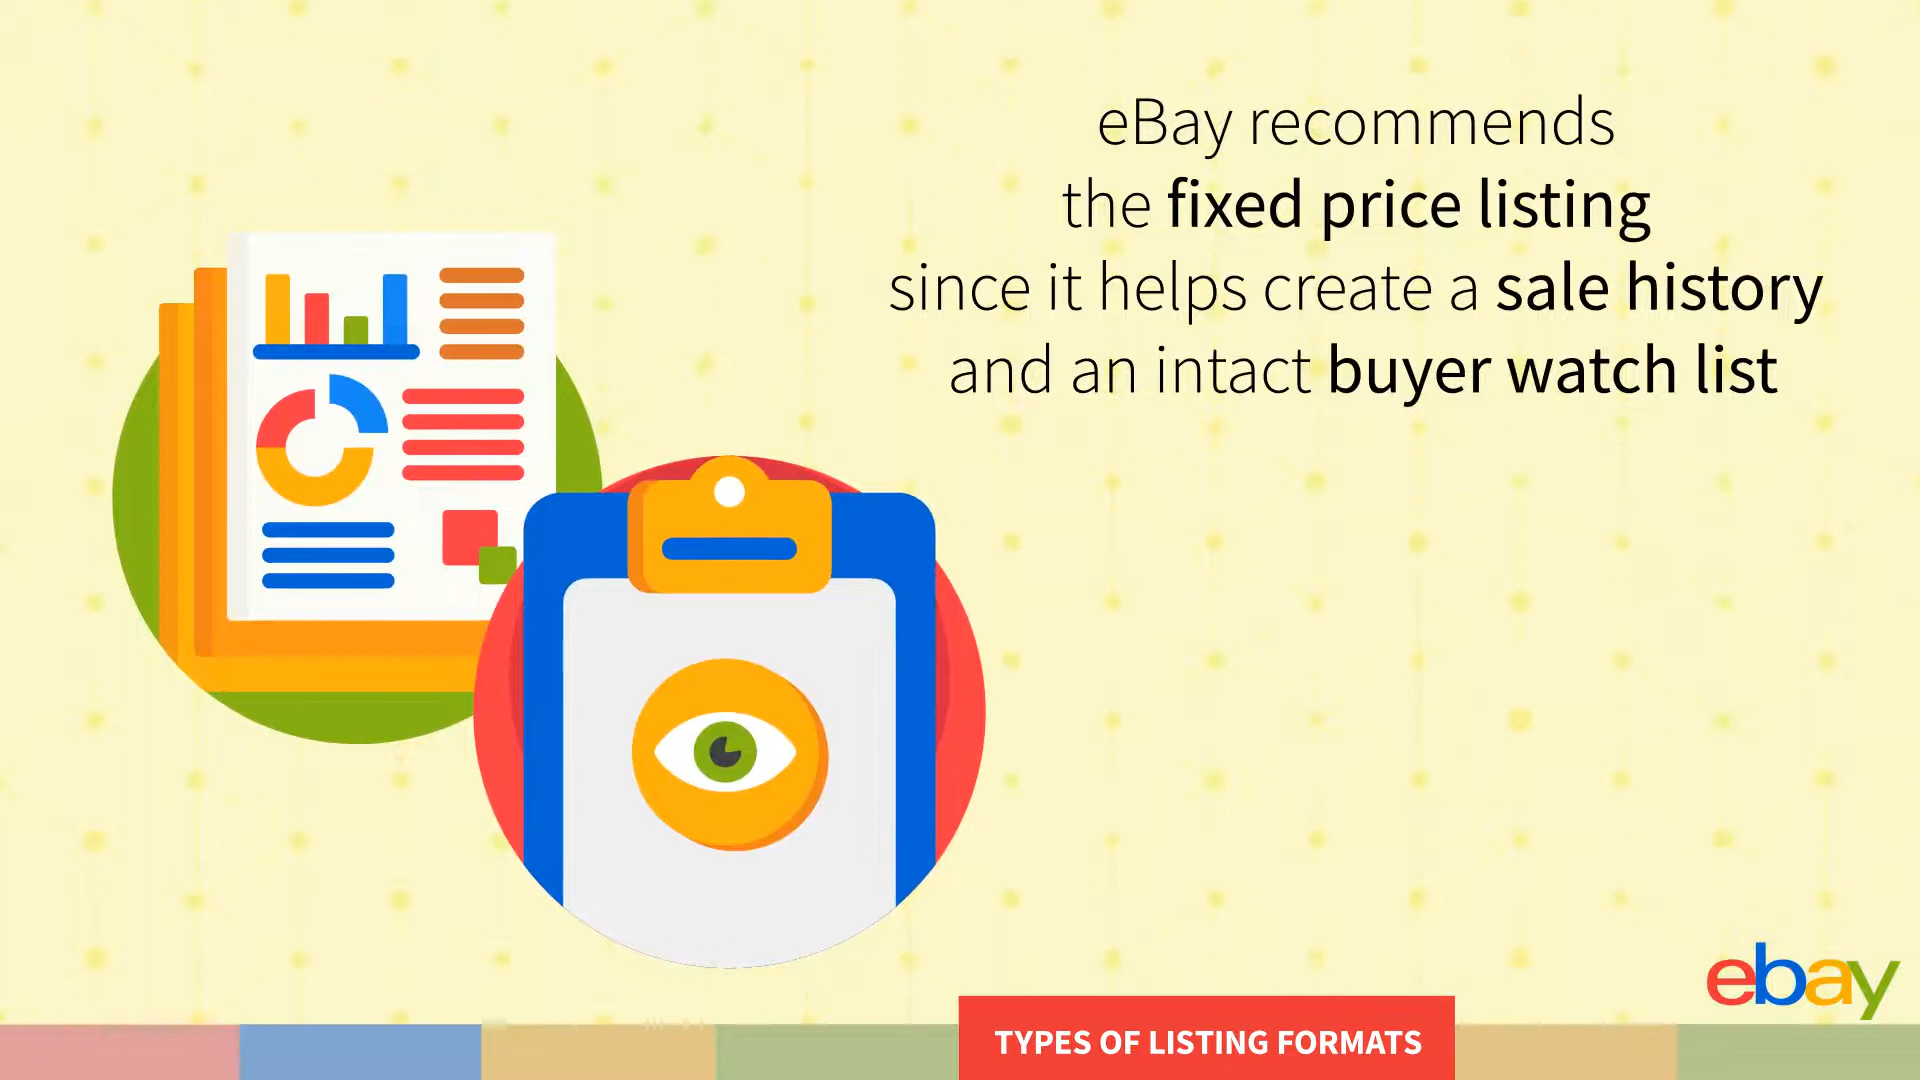 eBay recommends
the fixed price listing
since it helps create a sale history
and an intact buyer watch list
ebay
TYPES OF LISTING FORMATS